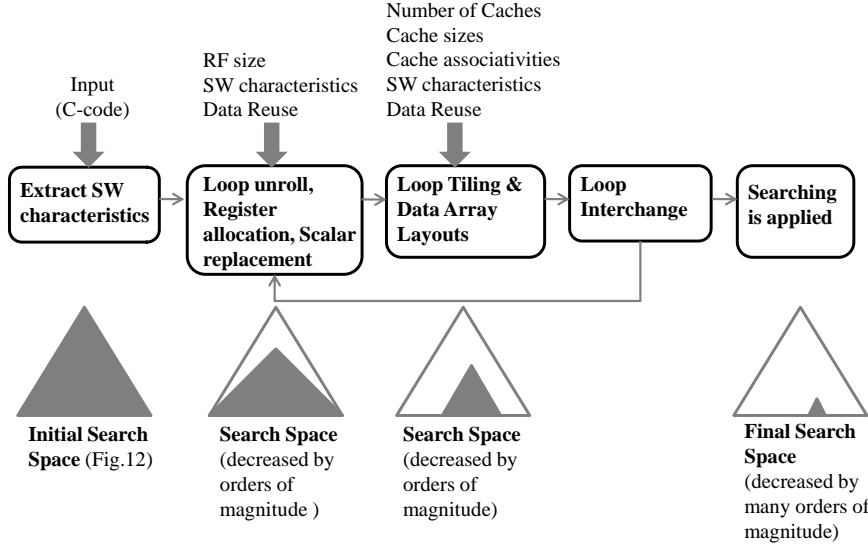 Input
(C-code)
RF size
SW characteristics
Data Reuse
Number of Caches
Cache sizes
Cache associativities
SW characteristics
Data Reuse
Extract SW
characteristics
Loop unroll,
Register
allocation, Scalar
replacement
Loop Tiling &
Data Array
Layouts
Loop
Interchange
Searching
is applied
Initial Search
Space (Fig.12)
Search Space
(decreased by
orders of
magnitude )
Search Space
(decreased by
orders of
magnitude)
Final Search
Space
(decreased by
many orders of
magnitude)